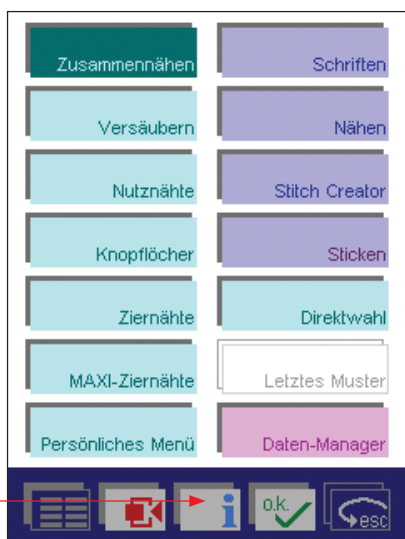 Zusammennähen
Schriften
Versäubern
Nähen
Nutznähte
Stitch Creator
Knopflöcher
Sticken
Ziernähte
Direktwahl
MAXI-Ziernähte
Letztes Muster
Persönliches Menü
Daten-Manager
i
o.k.
esc